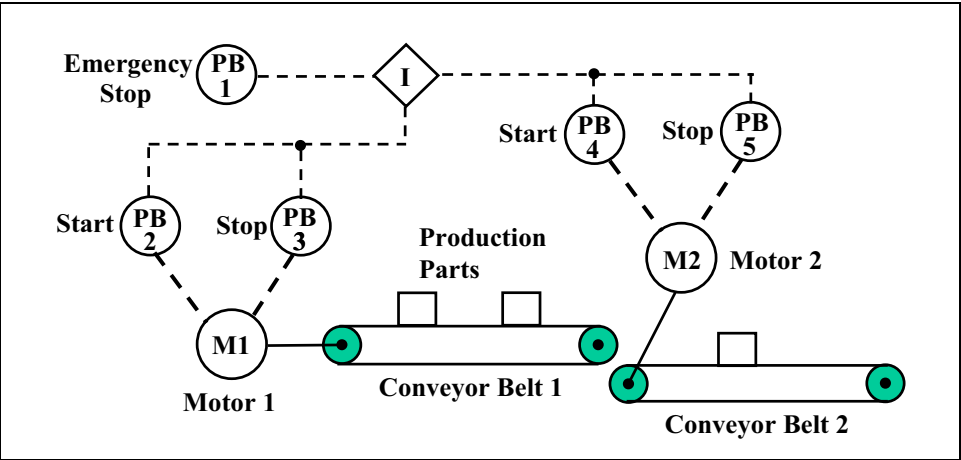 Emergency
Stop
PB
1
I
Start
PB
4
Stop
PB
5
Start
PB
2
Stop
PB
3
Production
Parts
M2
Motor 2
M1
Motor 1
Conveyor Belt 1
Conveyor Belt 2